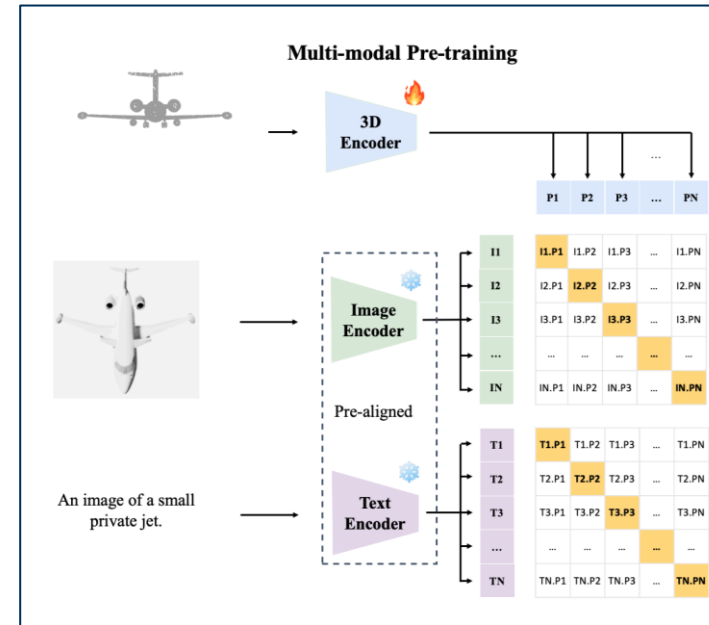 Multi-modal Pre-training
3D
Encoder
...
P1 P2 P3 ... PN
Image
Encoder
I1 I1.P1 I1.P2 I1.P3 ... I1.PN
I2 I2.P1 I2.P2 I2.P3 ... I2.PN
I3 I3.P1 I3.P2 I3.P3 ... I3.PN
... ... ... ... ... ...
IN IN.P1 IN.P2 IN.P3 ... IN.PN
Pre-aligned
An image of a small
private jet.
Text
Encoder
T1 T1.P1 T1.P2 T1.P3 ... T1.PN
T2 T2.P1 T2.P2 T2.P3 ... T2.PN
T3 T3.P1 T3.P2 T3.P3 ... T3.PN
... ... ... ... ... ...
TN TN.P1 TN.P2 TN.P3 ... TN.PN